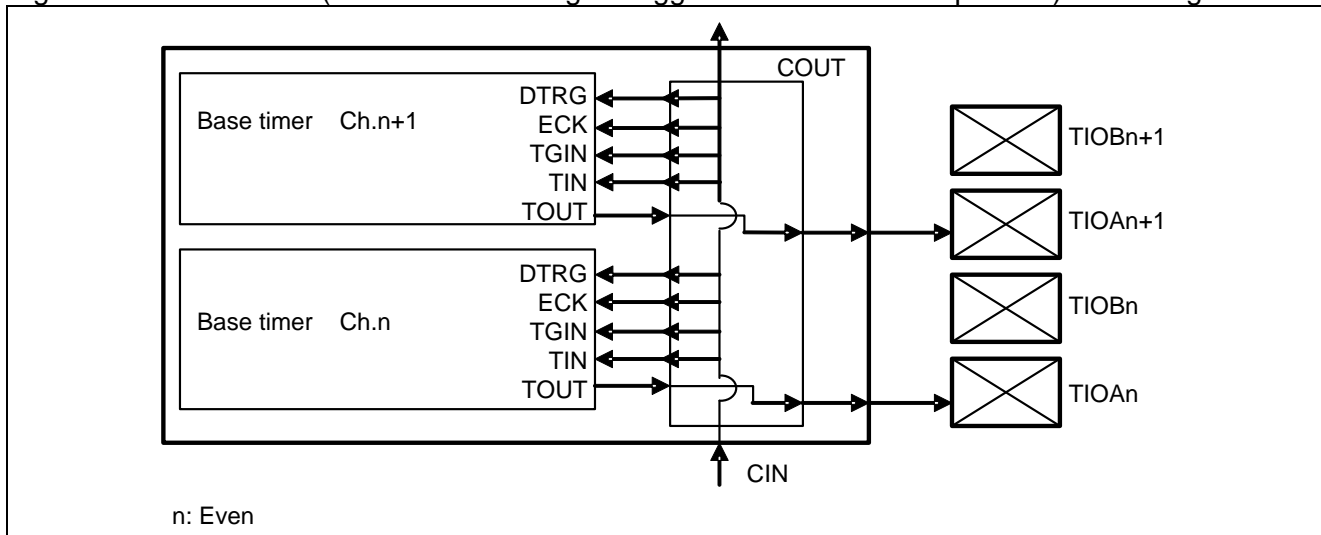 COUT
DTRG
Base timer Ch.n+1
ECK
TGIN
TIN
TOUT
TIOBn+1
TIOAn+1
DTRG
ECK
Base timer Ch.n
TGIN
TIN
TOUT
TIOBn
TIOAn
CIN
n: Even